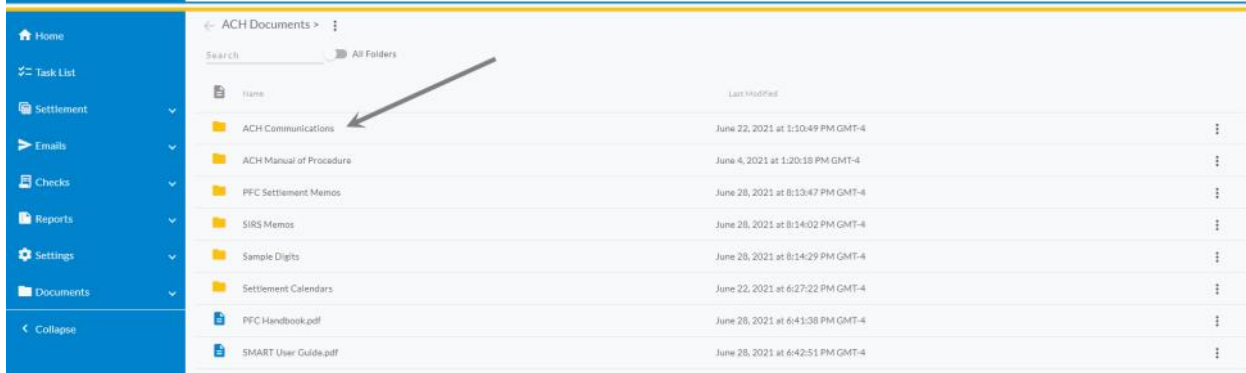 Home
Task List
Settlement
Emails
Checks
Reports
Settings
Documents
Collapse
ACH Documents >
Search All Folders
Name Last Modified
ACH Communications June 22, 2021 at 1:10:49 PM GMT-4
ACH Manual of Procedure June 4, 2021 at 1:20:18 PM GMT-4
PFC Settlement Memos June 28, 2021 at 8:13:47 PM GMT-4
SIRS Memos June 28, 2021 at 8:14:02 PM GMT-4
Sample Digits June 28, 2021 at 8:14:29 PM GMT-4
Settlement Calendars June 22, 2021 at 6:27:22 PM GMT-4
PFC Handbook.pdf June 28, 2021 at 6:41:38 PM GMT-4
SMART User Guide.pdf June 28, 2021 at 6:42:51 PM GMT-4